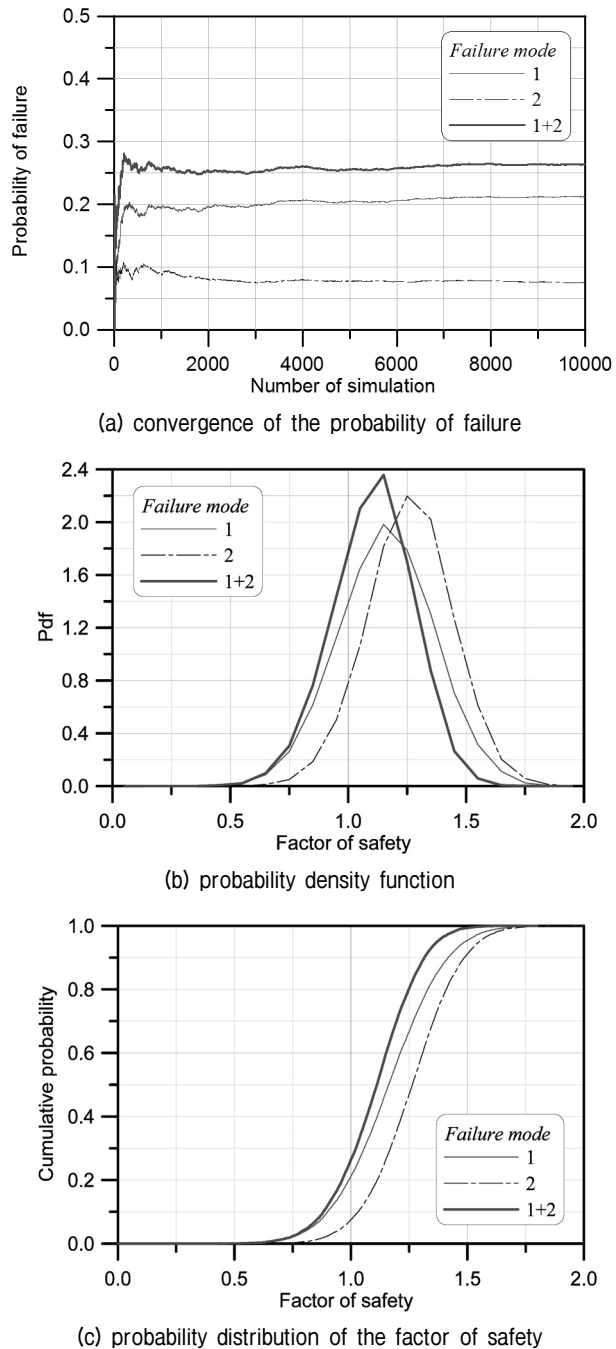 0.5
0.4
0.3
0.2
0.1
0.0
Probability of failure
Failure mode
1
2
1+2
0 2000 4000 6000 8000 10000
Number of simulation
(a) convergence of the probability of failure
2.4
2.0
1.6
1.2
0.8
0.4
0.0
Pdf
Failure mode
1
2
1+2
0.0 0.5 1.0 1.5 2.0
Factor of safety
(b) probability density function
1.0
0.8
0.6
0.4
0.2
0.0
Cumulative probability
Failure mode
1
2
1+2
0.0 0.5 1.0 1.5 2.0
Factor of safety
(c) probability distribution of the factor of safety